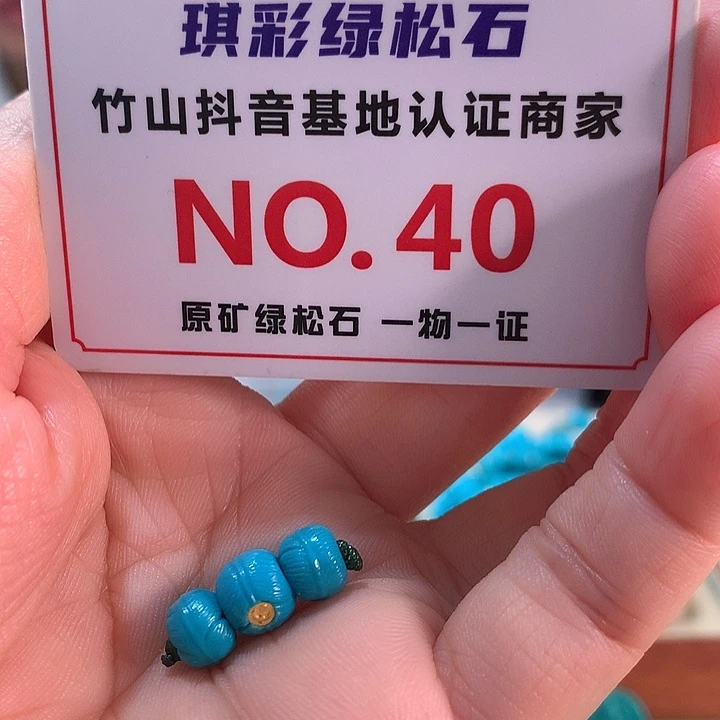 琪彩绿松石
竹山抖音基地认证商家
NO.40
原矿绿松石 一物一证